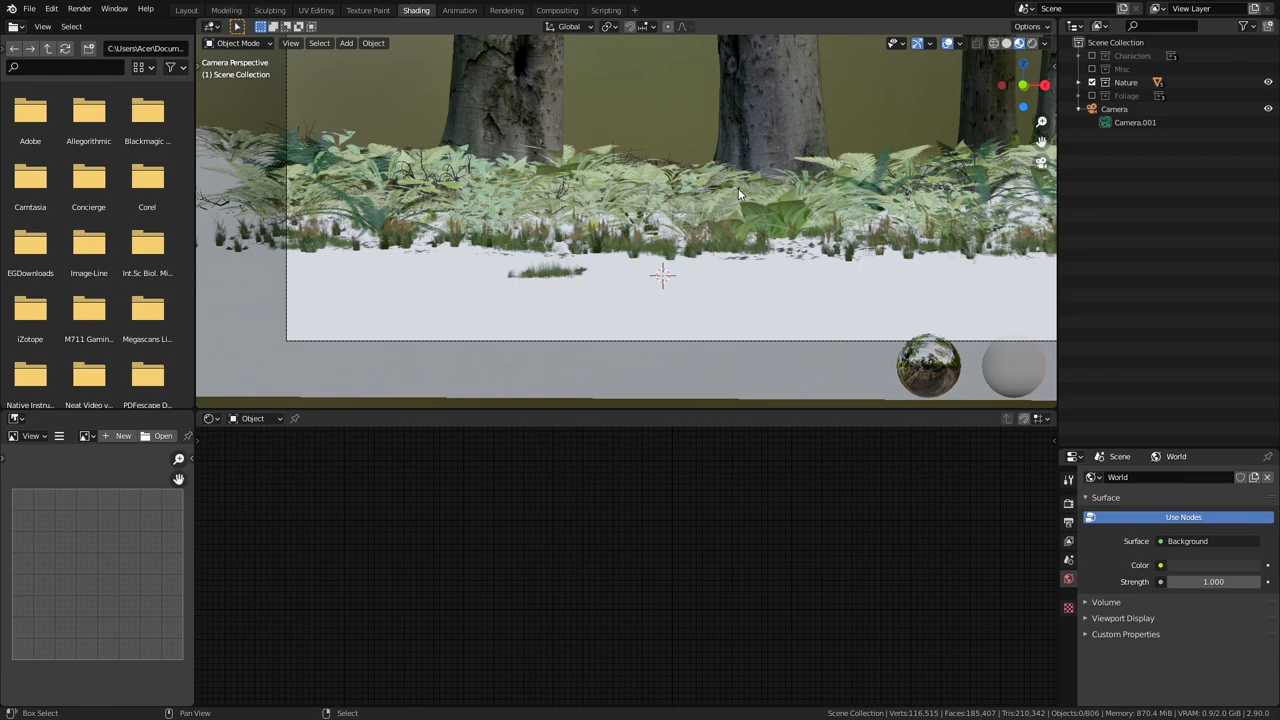 File Edit Render Window Help
Layout Modeling Sculpting UV Editing Texture Paint Shading Animation Rendering Compositing Scripting +
Scene View Layer
View Select
Global
Options
C:\Users\Acer\Docum...
Object Mode View Select Add Object
Camera Perspective
(1) Scene Collection
Adobe Allegorithmic Blackmagic ...
Camtasia Concierge Corel
EGDownloads Image-Line Int.Sc Biol. Mi...
iZotope M711 Gamin... Megascans Li...
Native Instru... Neat Video v... PDFescape D...
Scene Collection
Characters
Misc
Nature
Foliage
Camera
Camera.001
Object
View New Open
Scene World
World
Surface
Use Nodes
Surface Background
Color
Strength 1.000
Volume
Viewport Display
Custom Properties
Box Select Pan View Select
Scene Collection | Verts:116,515 | Faces:185,407 | Tris:210,342 | Objects:0/806 | Memory: 870.4 MiB | VRAM: 0.9/2.0 GiB | 2.90.0